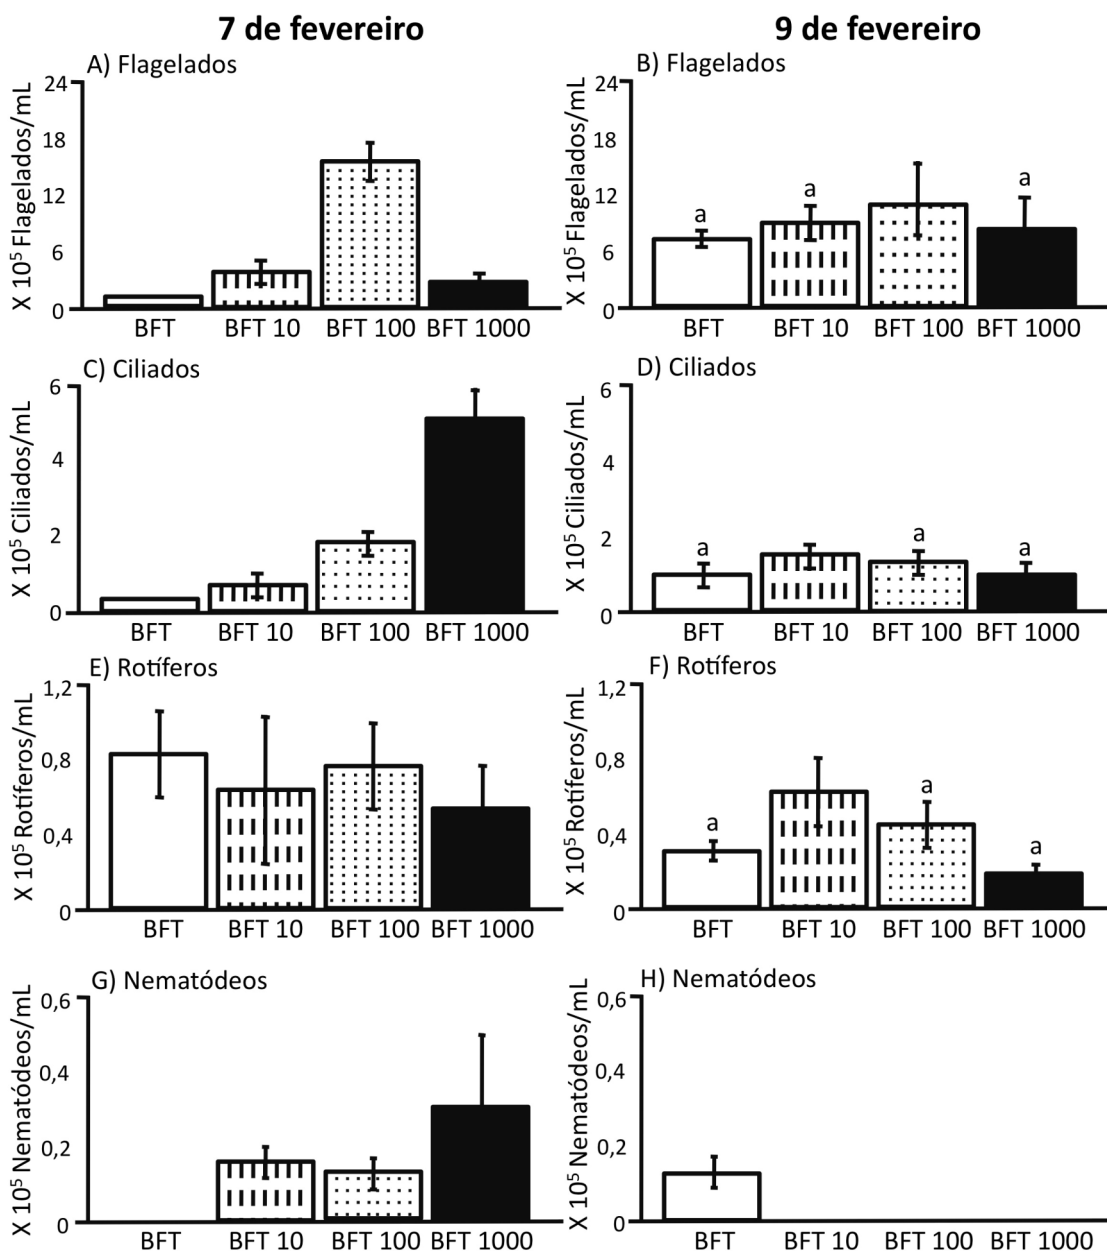 7 de fevereiro
9 de fevereiro
A) Flagelados
X 10⁵ Flagelados/mL
24
18
12
6
0
BFT BFT 10 BFT 100 BFT 1000
B) Flagelados
X 10⁵ Flagelados/mL
24
18
12
6
0
a a a
BFT BFT 10 BFT 100 BFT 1000
C) Ciliados
X 10⁵ Ciliados/mL
6
4
2
0
BFT BFT 10 BFT 100 BFT 1000
D) Ciliados
X 10⁵ Ciliados/mL
6
4
2
0
a a a
BFT BFT 10 BFT 100 BFT 1000
E) Rotíferos
X 10⁵ Rotíferos/mL
1,2
0,8
0,4
0
BFT BFT 10 BFT 100 BFT 1000
F) Rotíferos
X 10⁵ Rotíferos/mL
1,2
0,8
0,4
0
a a a
BFT BFT 10 BFT 100 BFT 1000
G) Nematódeos
X 10⁵ Nematódeos/mL
0,6
0,4
0,2
0
BFT BFT 10 BFT 100 BFT 1000
H) Nematódeos
X 10⁵ Nematódeos/mL
0,6
0,4
0,2
0
BFT BFT 10 BFT 100 BFT 1000